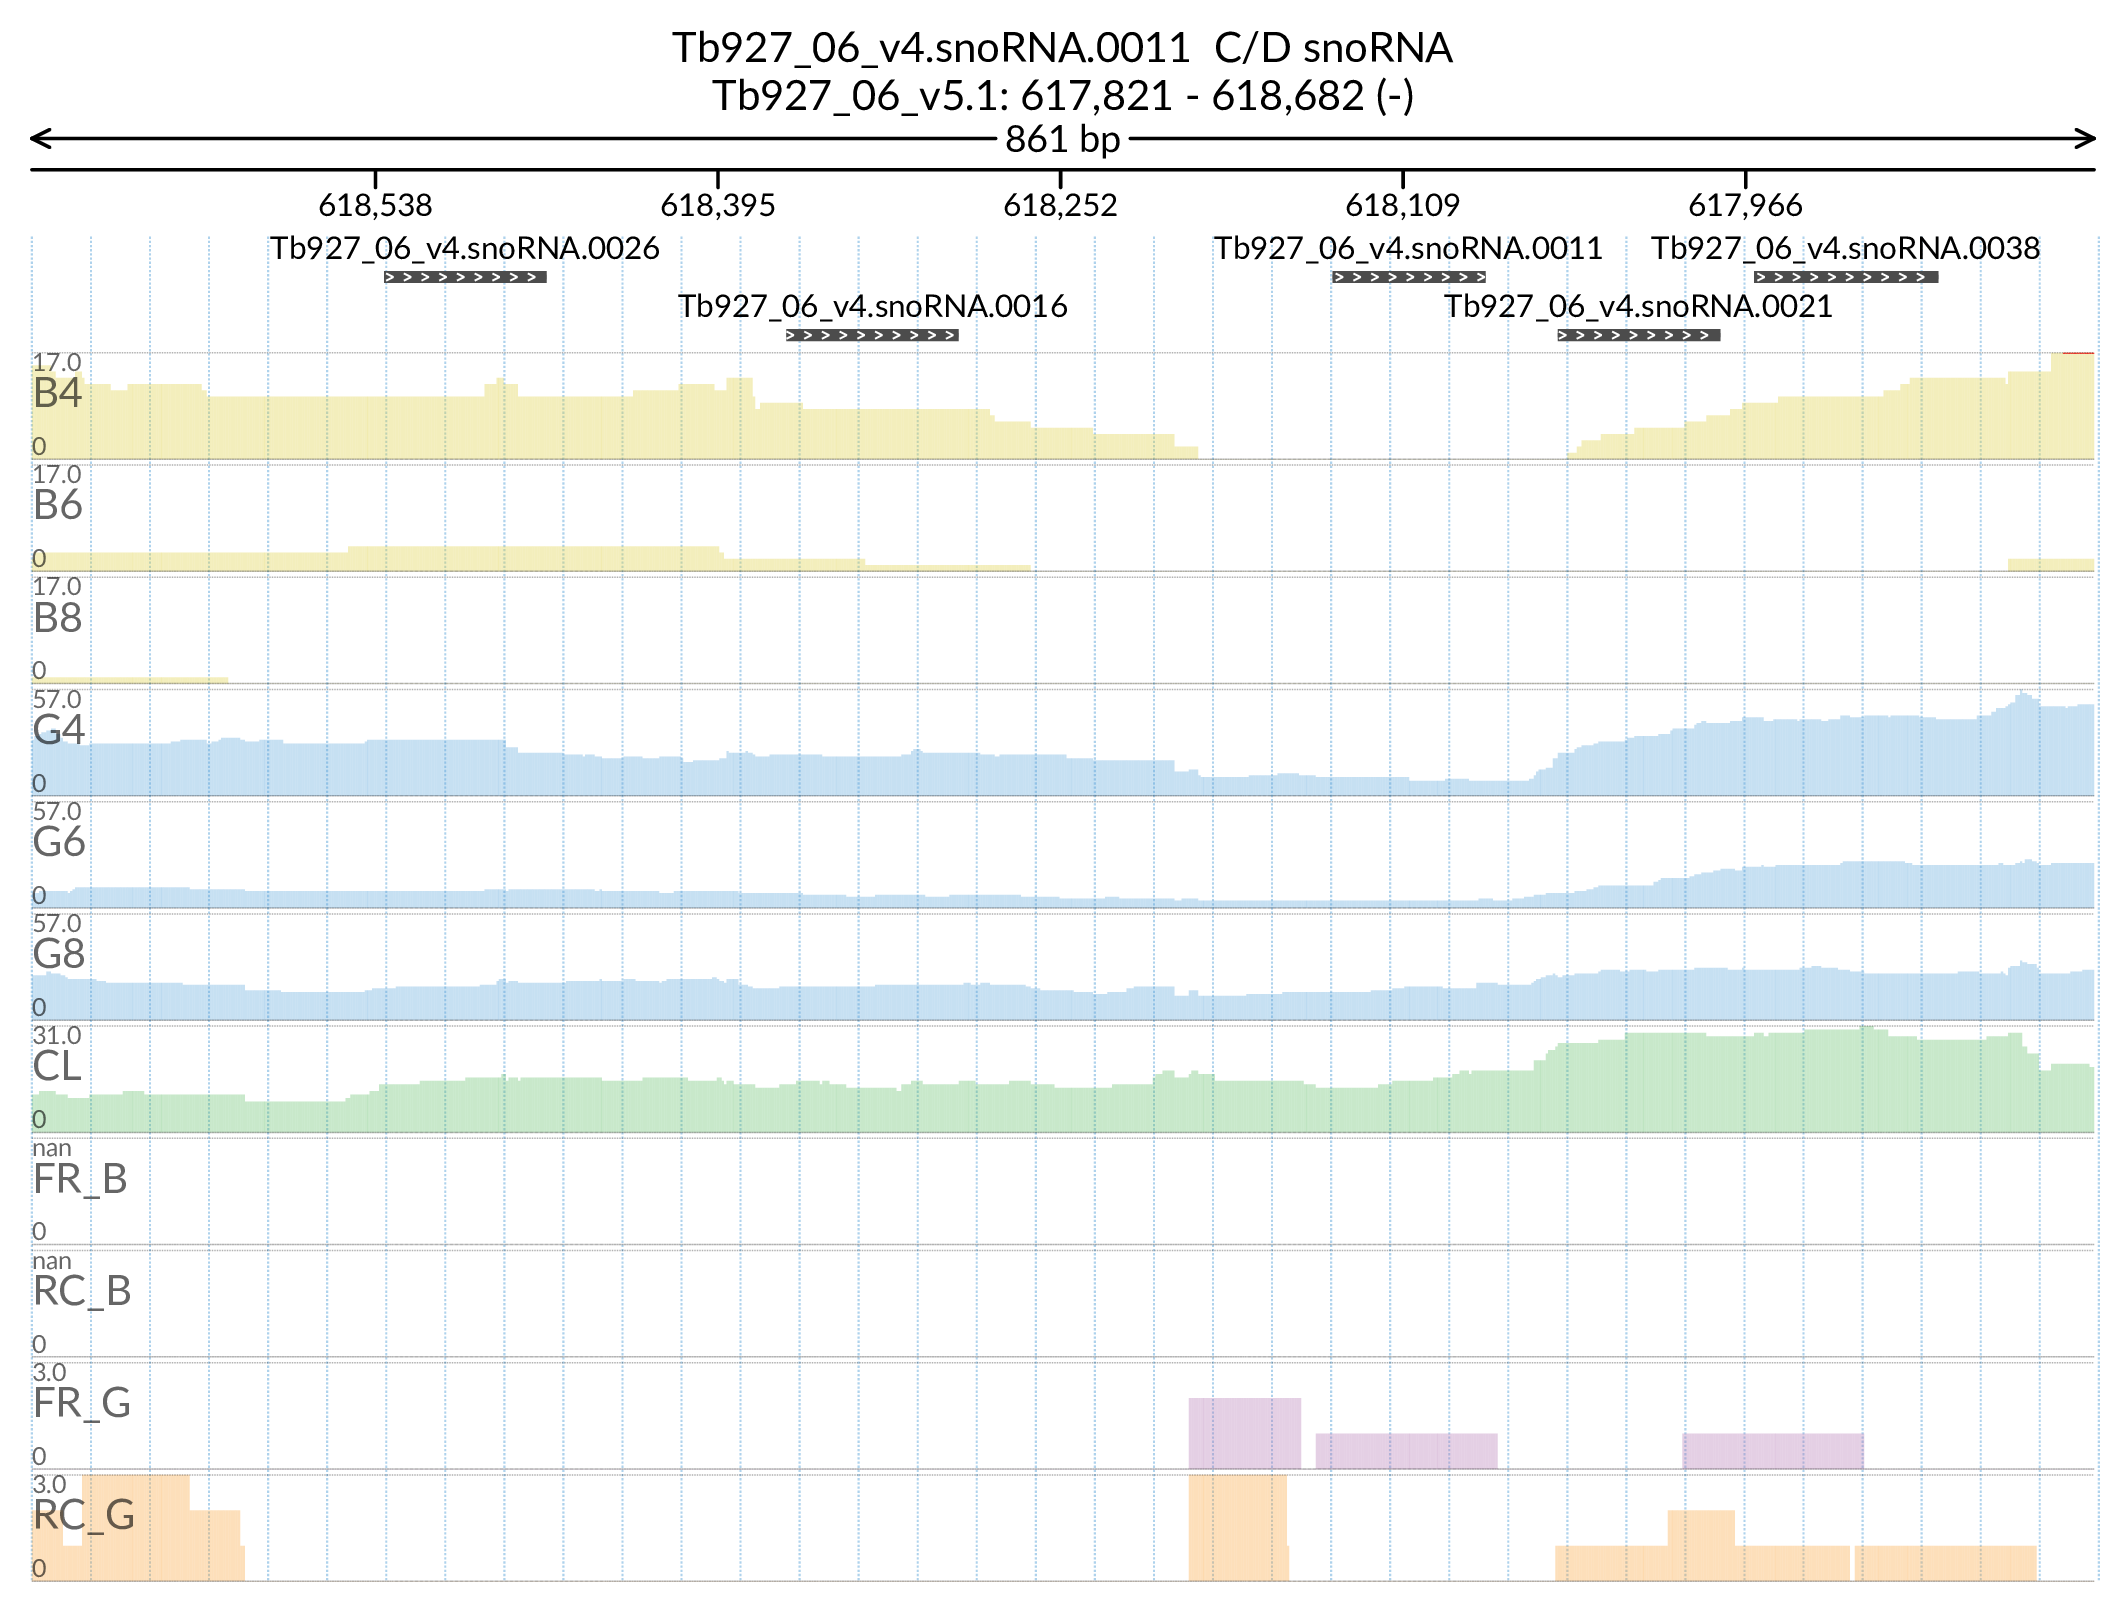 Tb927_06_v4.snoRNA.0011  C/D snoRNA
Tb927_06_v5.1: 617,821 - 618,682 (-)
861 bp
618,538 618,395 618,252 618,109 617,966
Tb927_06_v4.snoRNA.0026 Tb927_06_v4.snoRNA.0011 Tb927_06_v4.snoRNA.0038
Tb927_06_v4.snoRNA.0016 Tb927_06_v4.snoRNA.0021
17.0
B4
0
17.0
B6
0
17.0
B8
0
57.0
G4
0
57.0
G6
0
57.0
G8
0
31.0
CL
0
nan
FR_B
0
nan
RC_B
0
3.0
FR_G
0
3.0
RC_G
0